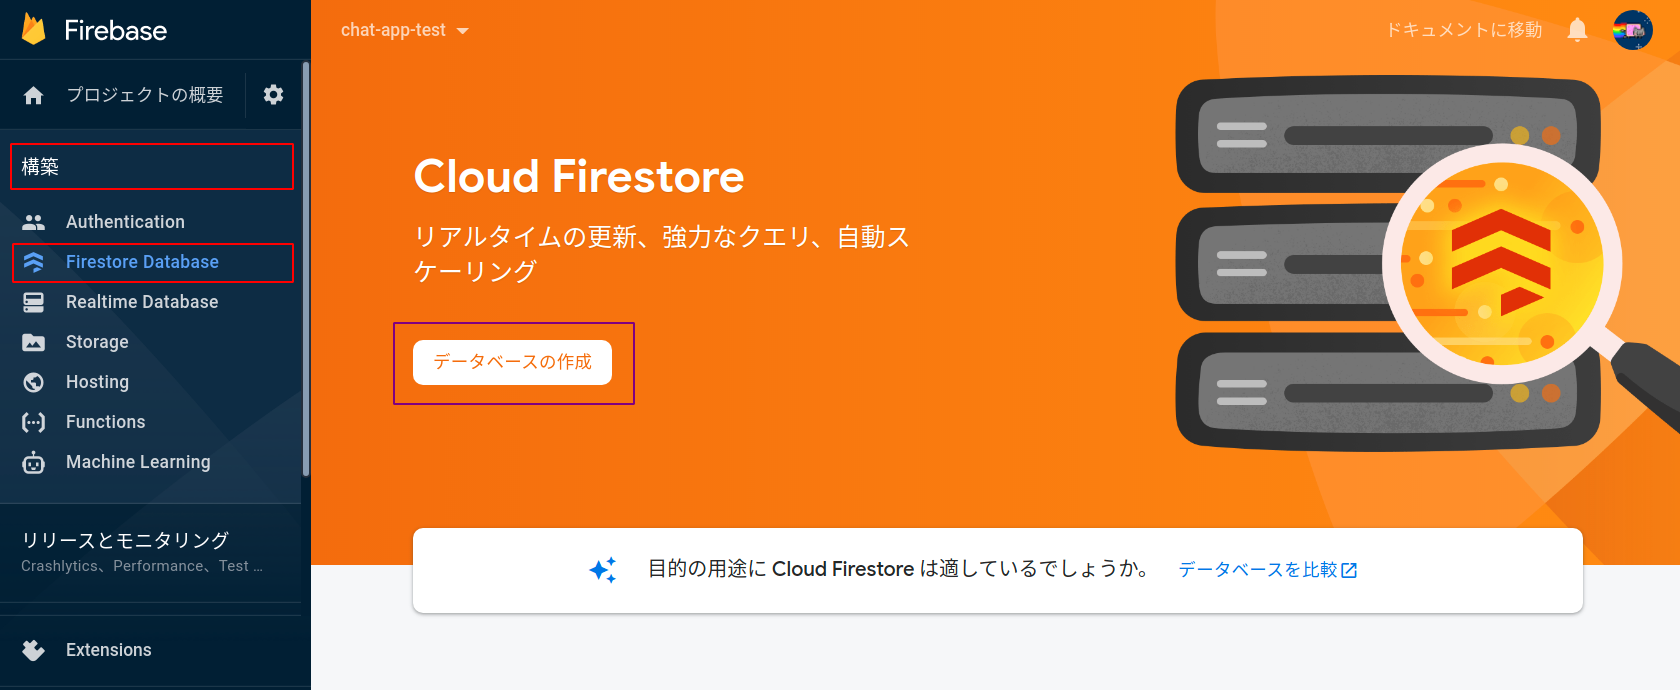 Firebase
プロジェクトの概要
構築
Authentication
Firestore Database
Realtime Database
Storage
Hosting
Functions
Machine Learning
リリースとモニタリング
Crashlytics、Performance、Test ...
Extensions
chat-app-test
ドキュメントに移動
Cloud Firestore
リアルタイムの更新、強力なクエリ、自動ス
ケーリング
データベースの作成
目的の用途に Cloud Firestore は適しているでしょうか。 データベースを比較